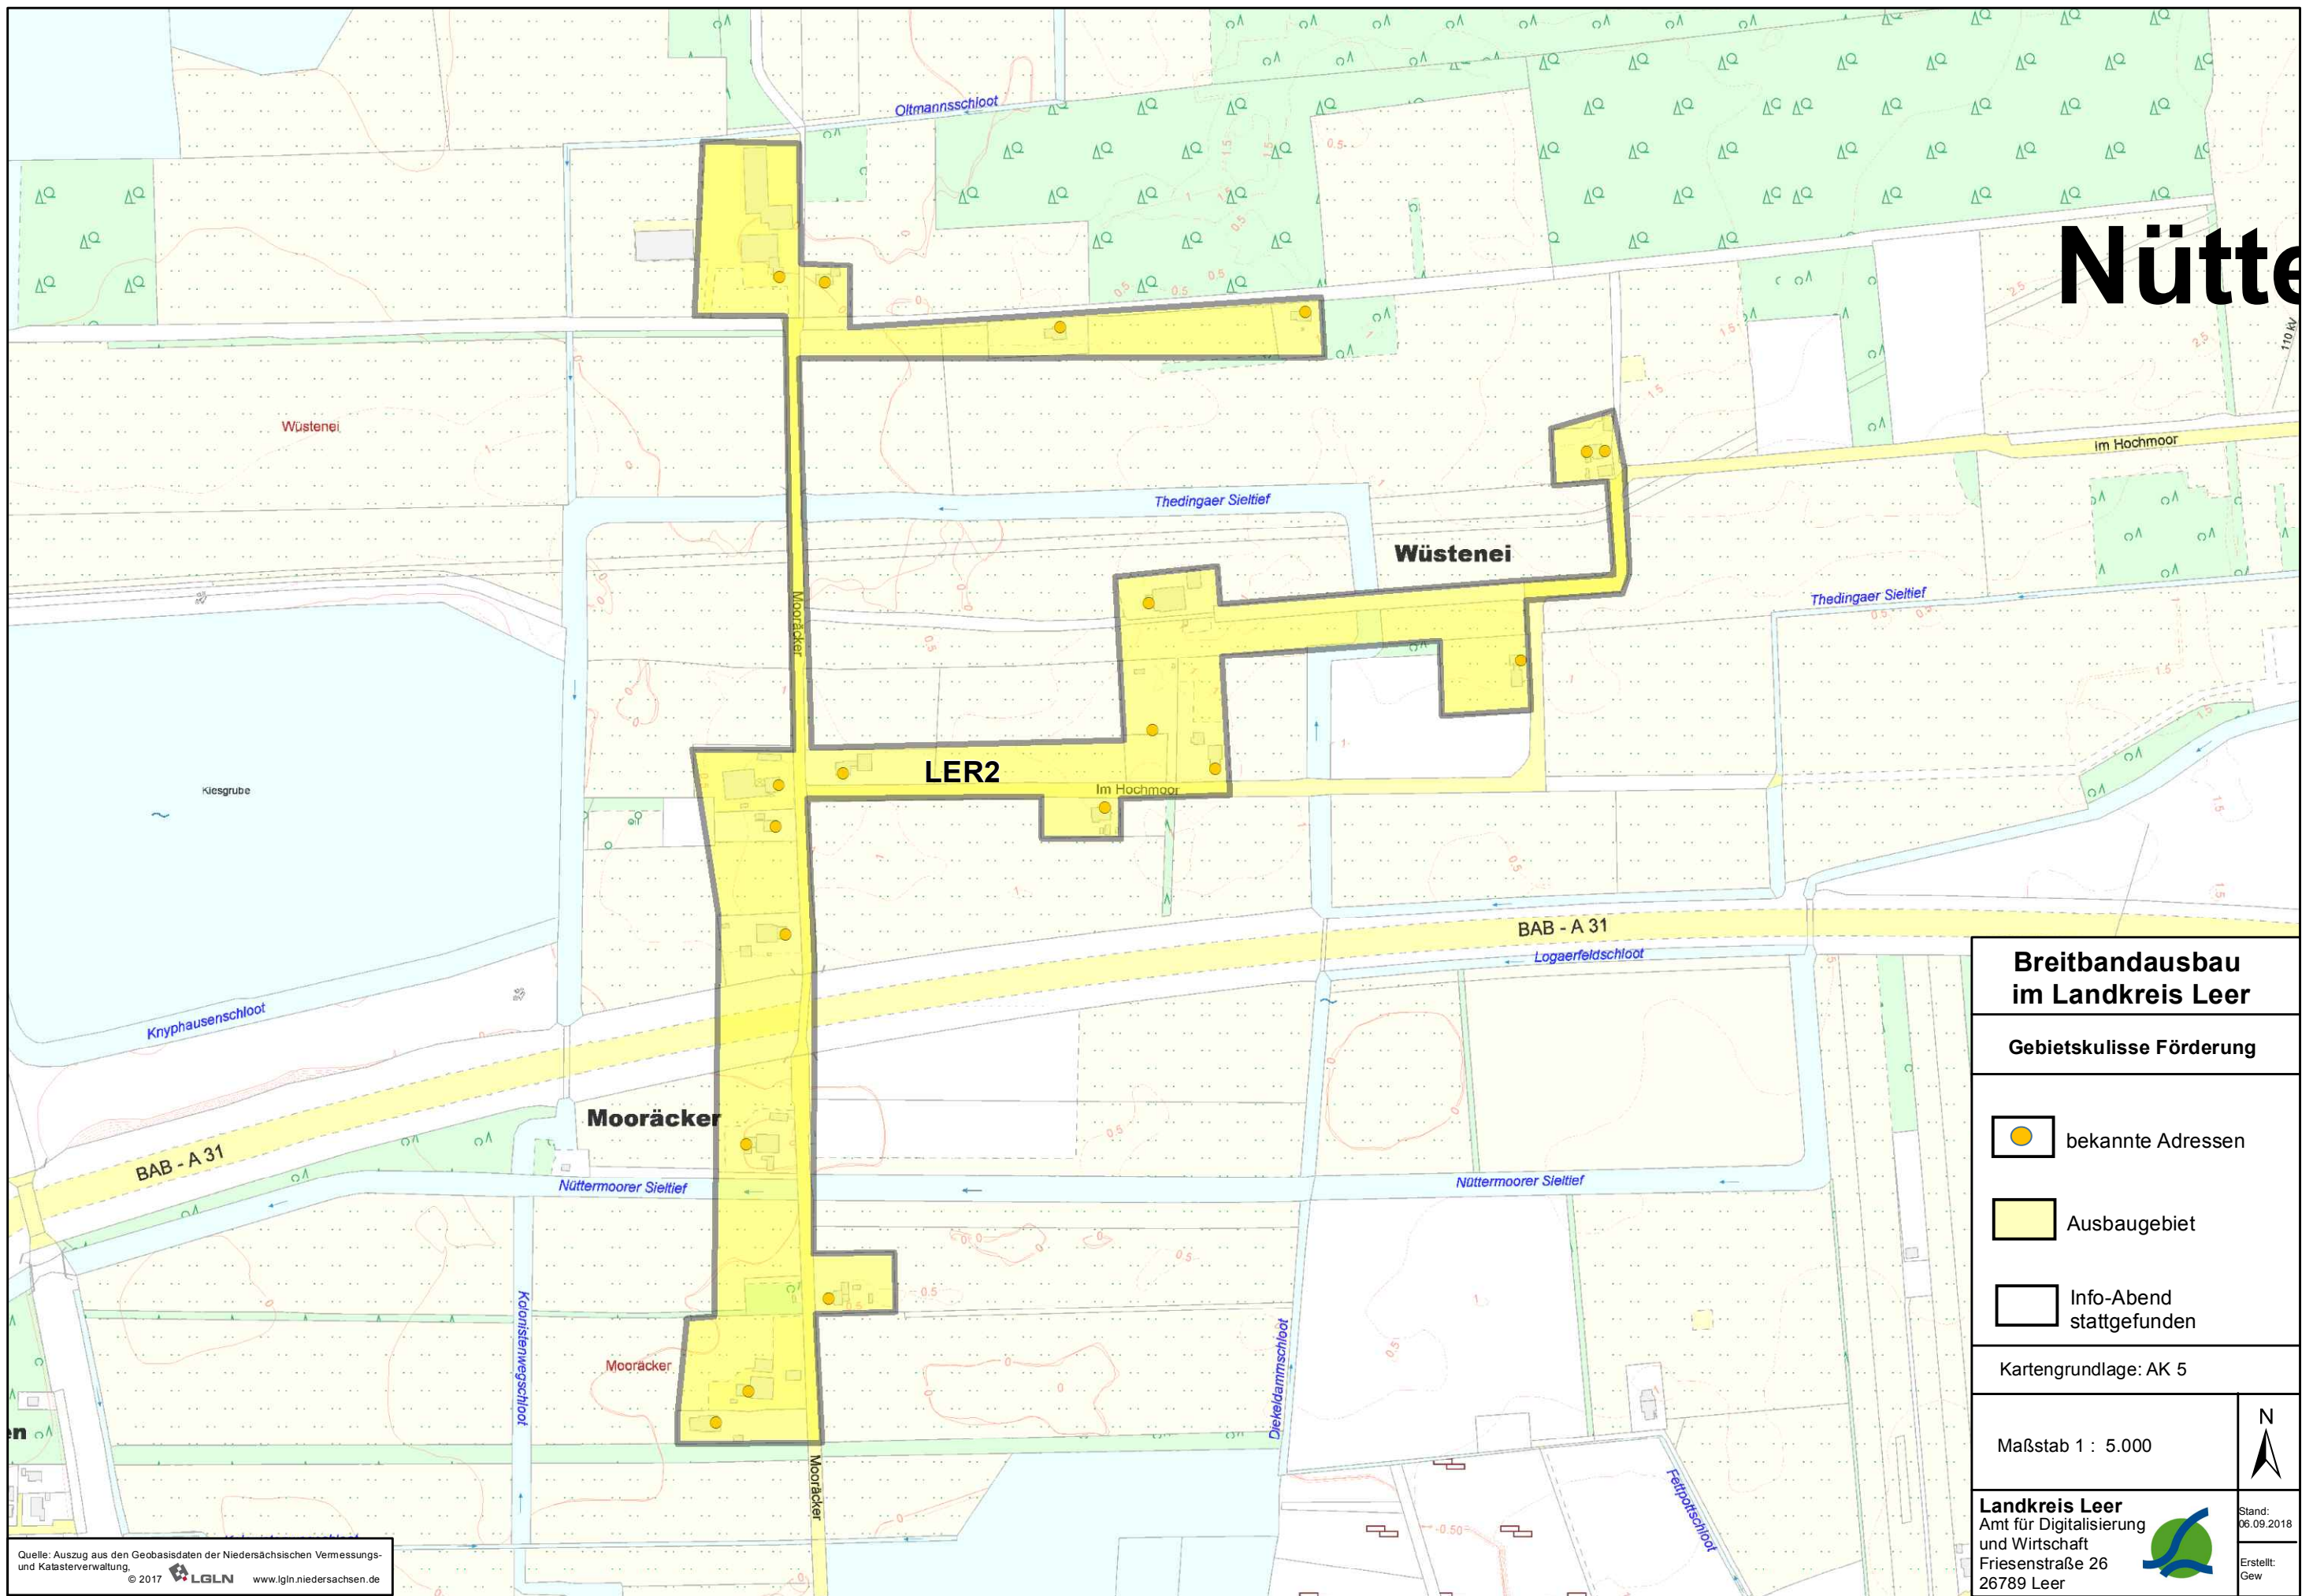 Oltmannsschloot
Nütte
110 kV
Wüstenei
Im Hochmoor
Thedingaer Sieltief
Wüstenei
Thedingaer Sieltief
Mooräcker
LER2
Im Hochmoor
Kiesgrube
BAB - A 31
Logaerfeldschloot
Knyphausenschloot
Mooräcker
BAB - A 31
Nüttermoorer Sieltief
Nüttermoorer Sieltief
Kolonistenwegschloot
Mooräcker
Diekeldammschloot
Mooräcker
Fettpottschloot
en
Breitbandausbau
im Landkreis Leer
Gebietskulisse Förderung
bekannte Adressen
Ausbaugebiet
Info-Abend
stattgefunden
Kartengrundlage: AK 5
Maßstab 1 : 5.000
N
Landkreis Leer
Amt für Digitalisierung
und Wirtschaft
Friesenstraße 26
26789 Leer
Stand:
06.09.2018
Erstellt:
Gew
Quelle: Auszug aus den Geobasisdaten der Niedersächsischen Vermessungs-
und Katasterverwaltung,
© 2017 LGLN www.lgln.niedersachsen.de